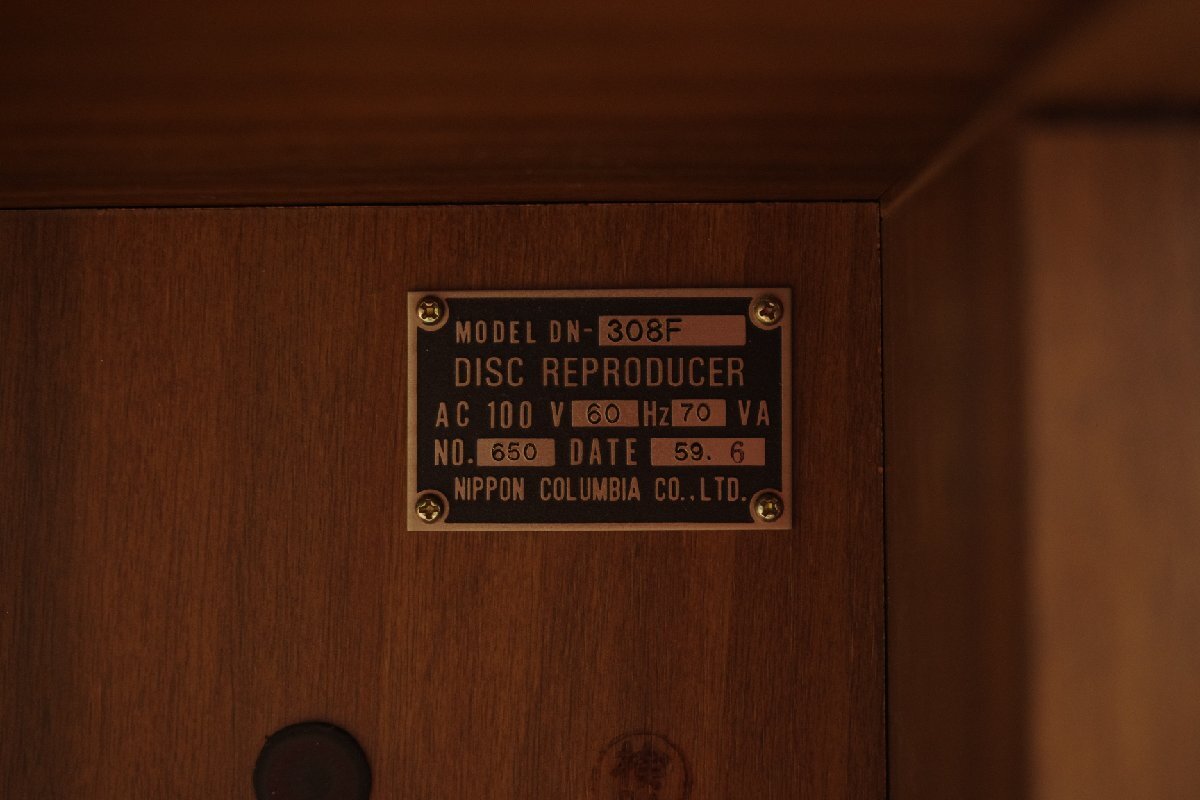 MODEL DN-308F
DISC REPRODUCER
AC 100 V 60 Hz 70 VA
NO. 650 DATE 59. 6
NIPPON COLUMBIA CO.,LTD.